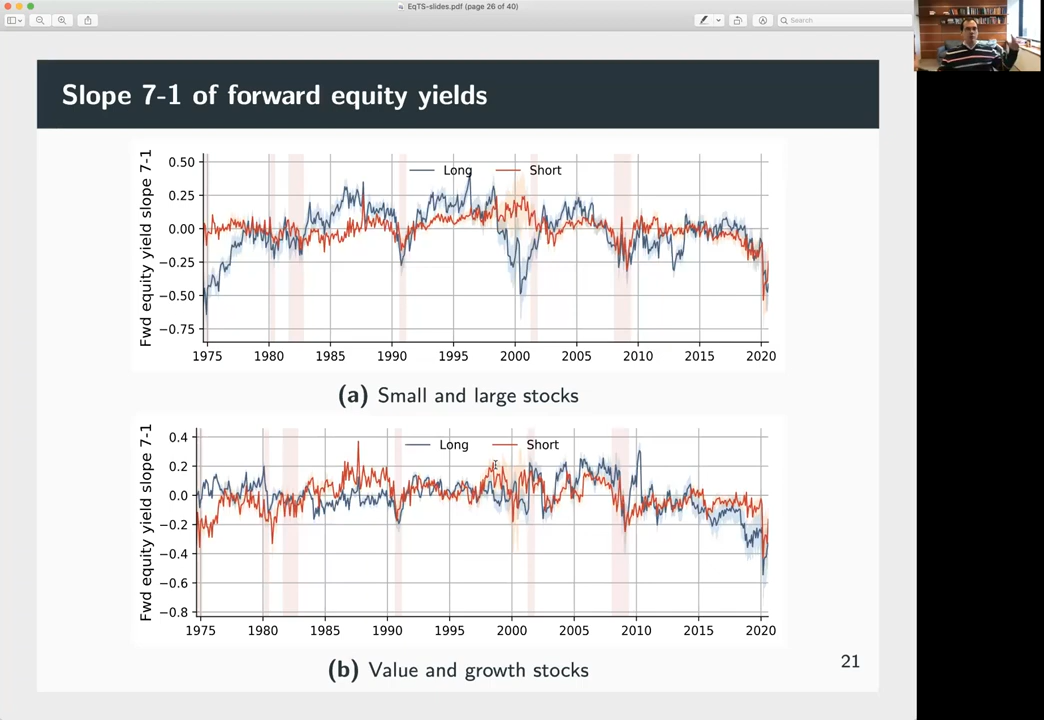 EqTS-slides.pdf (page 26 of 40)
Search
Slope 7-1 of forward equity yields
Fwd equity yield slope 7-1
Long Short
0.50
0.25
0.00
−0.25
−0.50
−0.75
1975 1980 1985 1990 1995 2000 2005 2010 2015 2020
(a) Small and large stocks
Fwd equity yield slope 7-1
Long Short
0.4
0.2
0.0
−0.2
−0.4
−0.6
−0.8
1975 1980 1985 1990 1995 2000 2005 2010 2015 2020
(b) Value and growth stocks
21